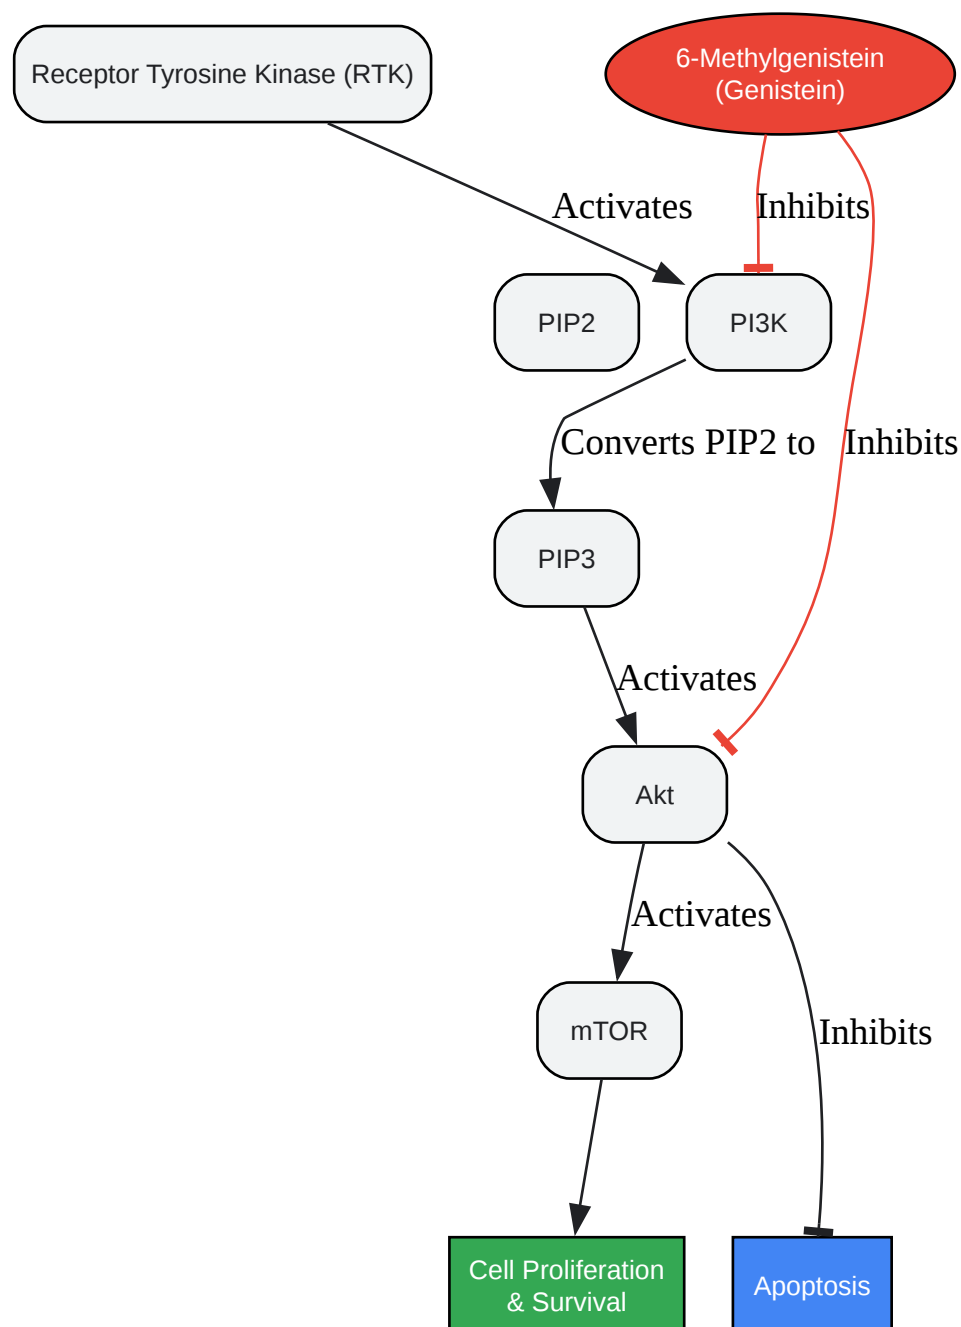 Receptor Tyrosine Kinase (RTK)
6-Methylgenistein
(Genistein)
Activates
Inhibits
PIP2
PI3K
Converts PIP2 to
Inhibits
PIP3
Activates
Akt
Activates
mTOR
Inhibits
Cell Proliferation
& Survival
Apoptosis